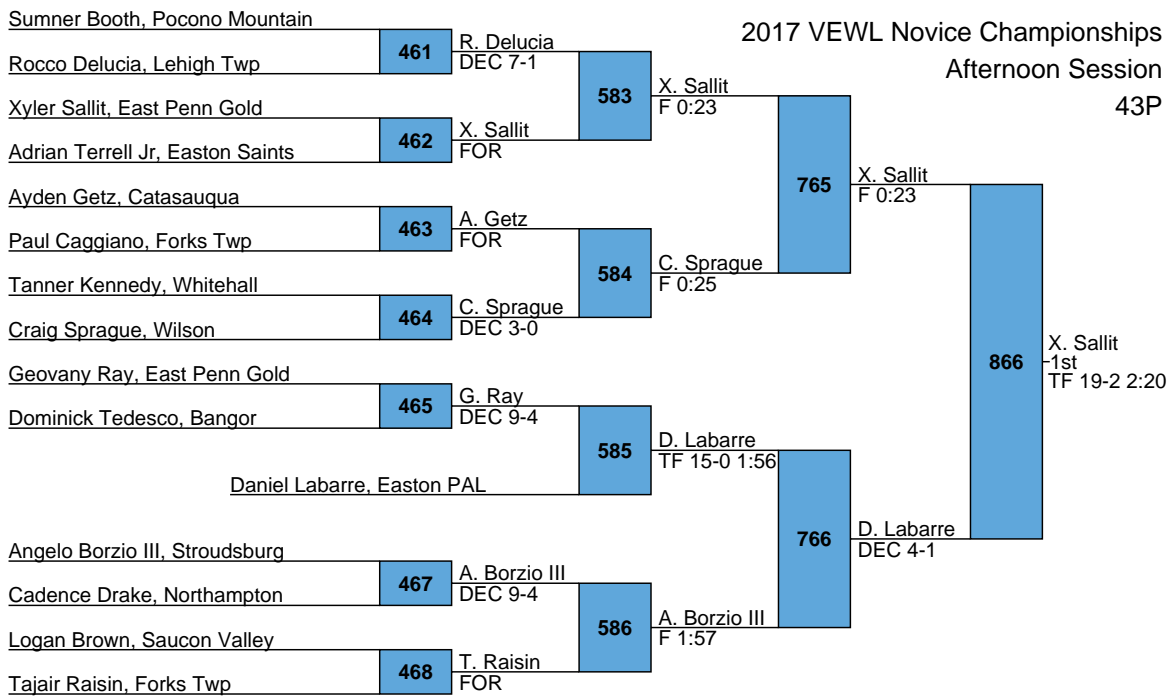 2017 VEWL Novice Championships
Afternoon Session
43P
Sumner Booth, Pocono Mountain
461
R. Delucia
DEC 7-1
Rocco Delucia, Lehigh Twp
583
X. Sallit
F 0:23
Xyler Sallit, East Penn Gold
462
X. Sallit
FOR
Adrian Terrell Jr, Easton Saints
765
X. Sallit
F 0:23
Ayden Getz, Catasauqua
463
A. Getz
FOR
Paul Caggiano, Forks Twp
584
C. Sprague
F 0:25
Tanner Kennedy, Whitehall
464
C. Sprague
DEC 3-0
Craig Sprague, Wilson
866
X. Sallit
1st
TF 19-2 2:20
Geovany Ray, East Penn Gold
465
G. Ray
DEC 9-4
Dominick Tedesco, Bangor
585
D. Labarre
TF 15-0 1:56
Daniel Labarre, Easton PAL
766
D. Labarre
DEC 4-1
Angelo Borzio III, Stroudsburg
467
A. Borzio III
DEC 9-4
Cadence Drake, Northampton
586
A. Borzio III
F 1:57
Logan Brown, Saucon Valley
468
T. Raisin
FOR
Tajair Raisin, Forks Twp